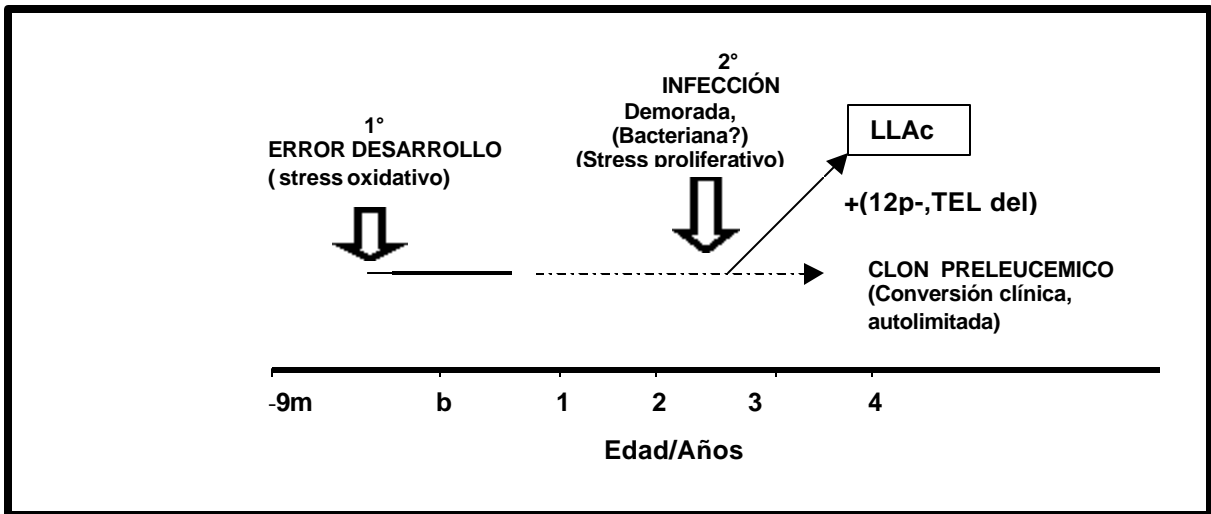 1°
ERROR DESARROLLO
( stress oxidativo)
2°
INFECCIÓN
Demorada,
(Bacteriana?)
(Stress proliferativo)
LLAc
+(12p-,TEL del)
CLON PRELEUCEMICO
(Conversión clínica,
autolimitada)
-9m b 1 2 3 4
Edad/Años